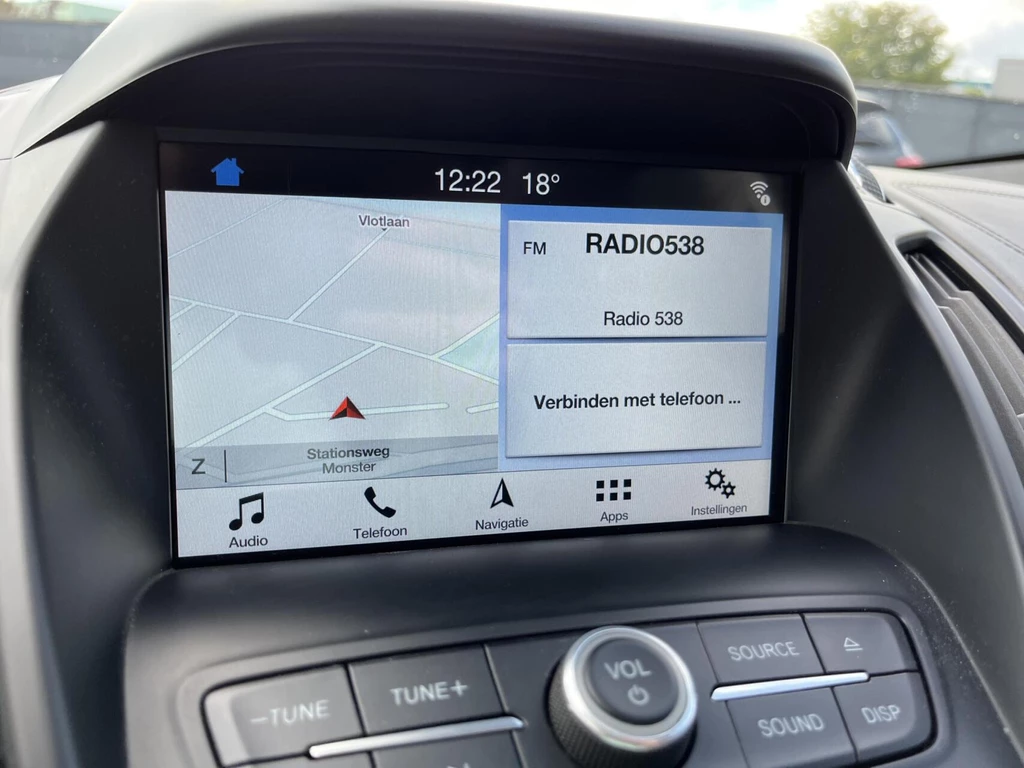 12:22 18°
Vlotlaan
FM RADIO538
Radio 538
Verbinden met telefoon ...
Z
Stationsweg
Monster
Audio
Telefoon
Navigatie
Apps
Instellingen
-TUNE
TUNE+
VOL
SOURCE
SOUND
DISP